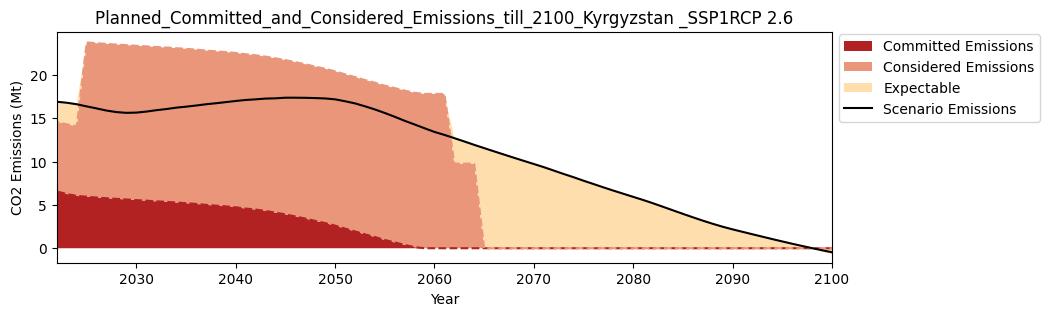 Planned_Committed_and_Considered_Emissions_till_2100_Kyrgyzstan _SSP1RCP 2.6
CO2 Emissions (Mt)
20
15
10
5
0
2030 2040 2050 2060 2070 2080 2090 2100
Year
Committed Emissions
Considered Emissions
Expectable
Scenario Emissions